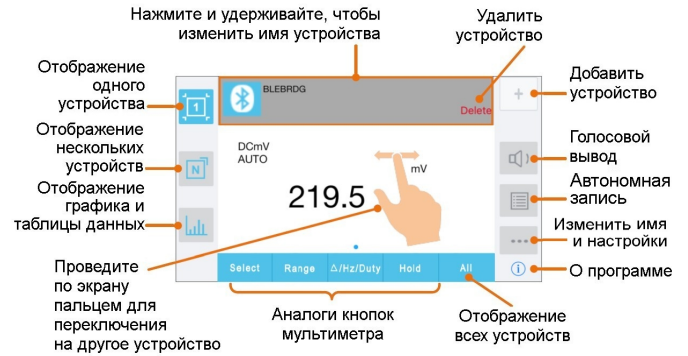 Нажмите и удерживайте, чтобы
изменить имя устройства
Удалить
устройство
Отображение
одного
устройства
Добавить
устройство
BLEBRDG
Delete
1
+
Отображение
нескольких
устройств
Голосовой
вывод
DCmV
AUTO
mV
N
219.5
Отображение
графика и
таблицы данных
Автономная
запись
Изменить имя
и настройки
Select
Range
Δ/Hz/Duty
Hold
All
i
О программе
Проведите
по экрану
пальцем для
переключения
на другое устройство
Аналоги кнопок
мультиметра
Отображение
всех устройств